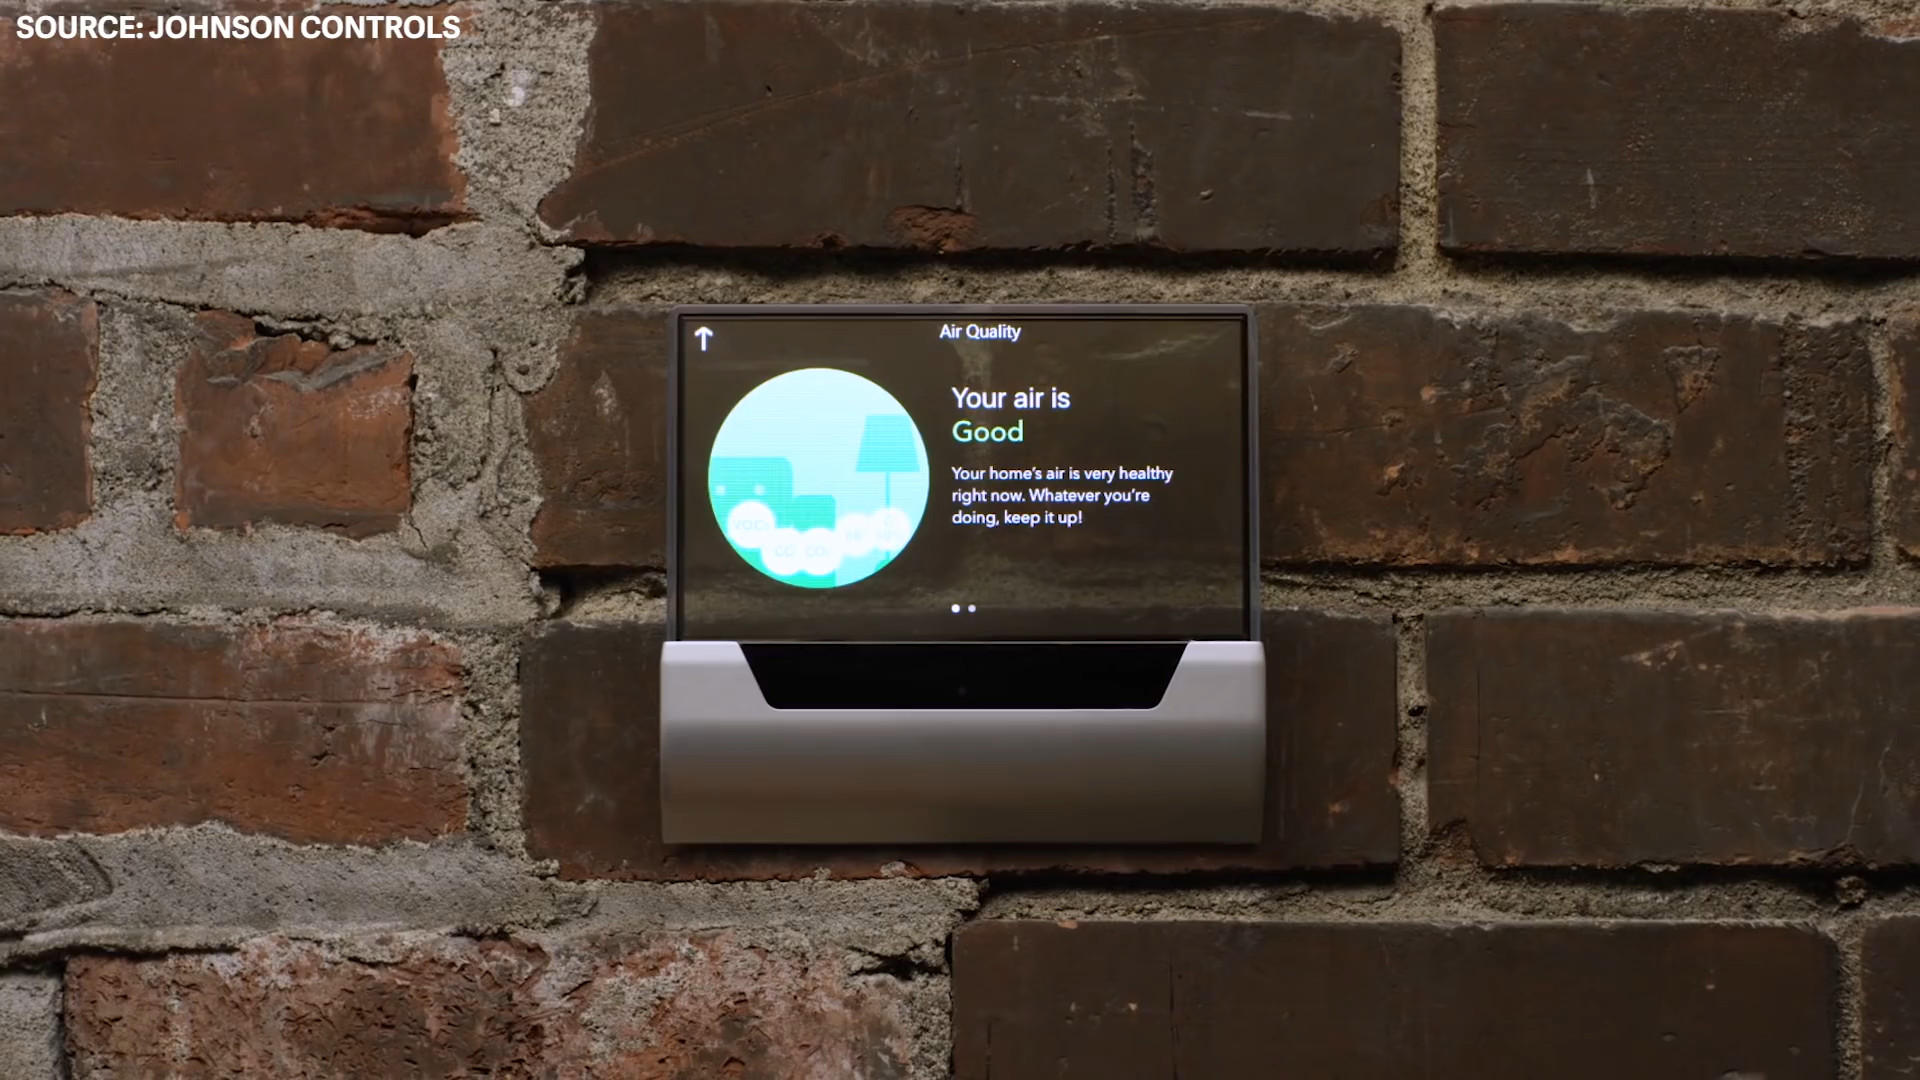 SOURCE: JOHNSON CONTROLS
Air Quality
Your air is
Good
Your home's air is very healthy
right now. Whatever you're
doing, keep it up!